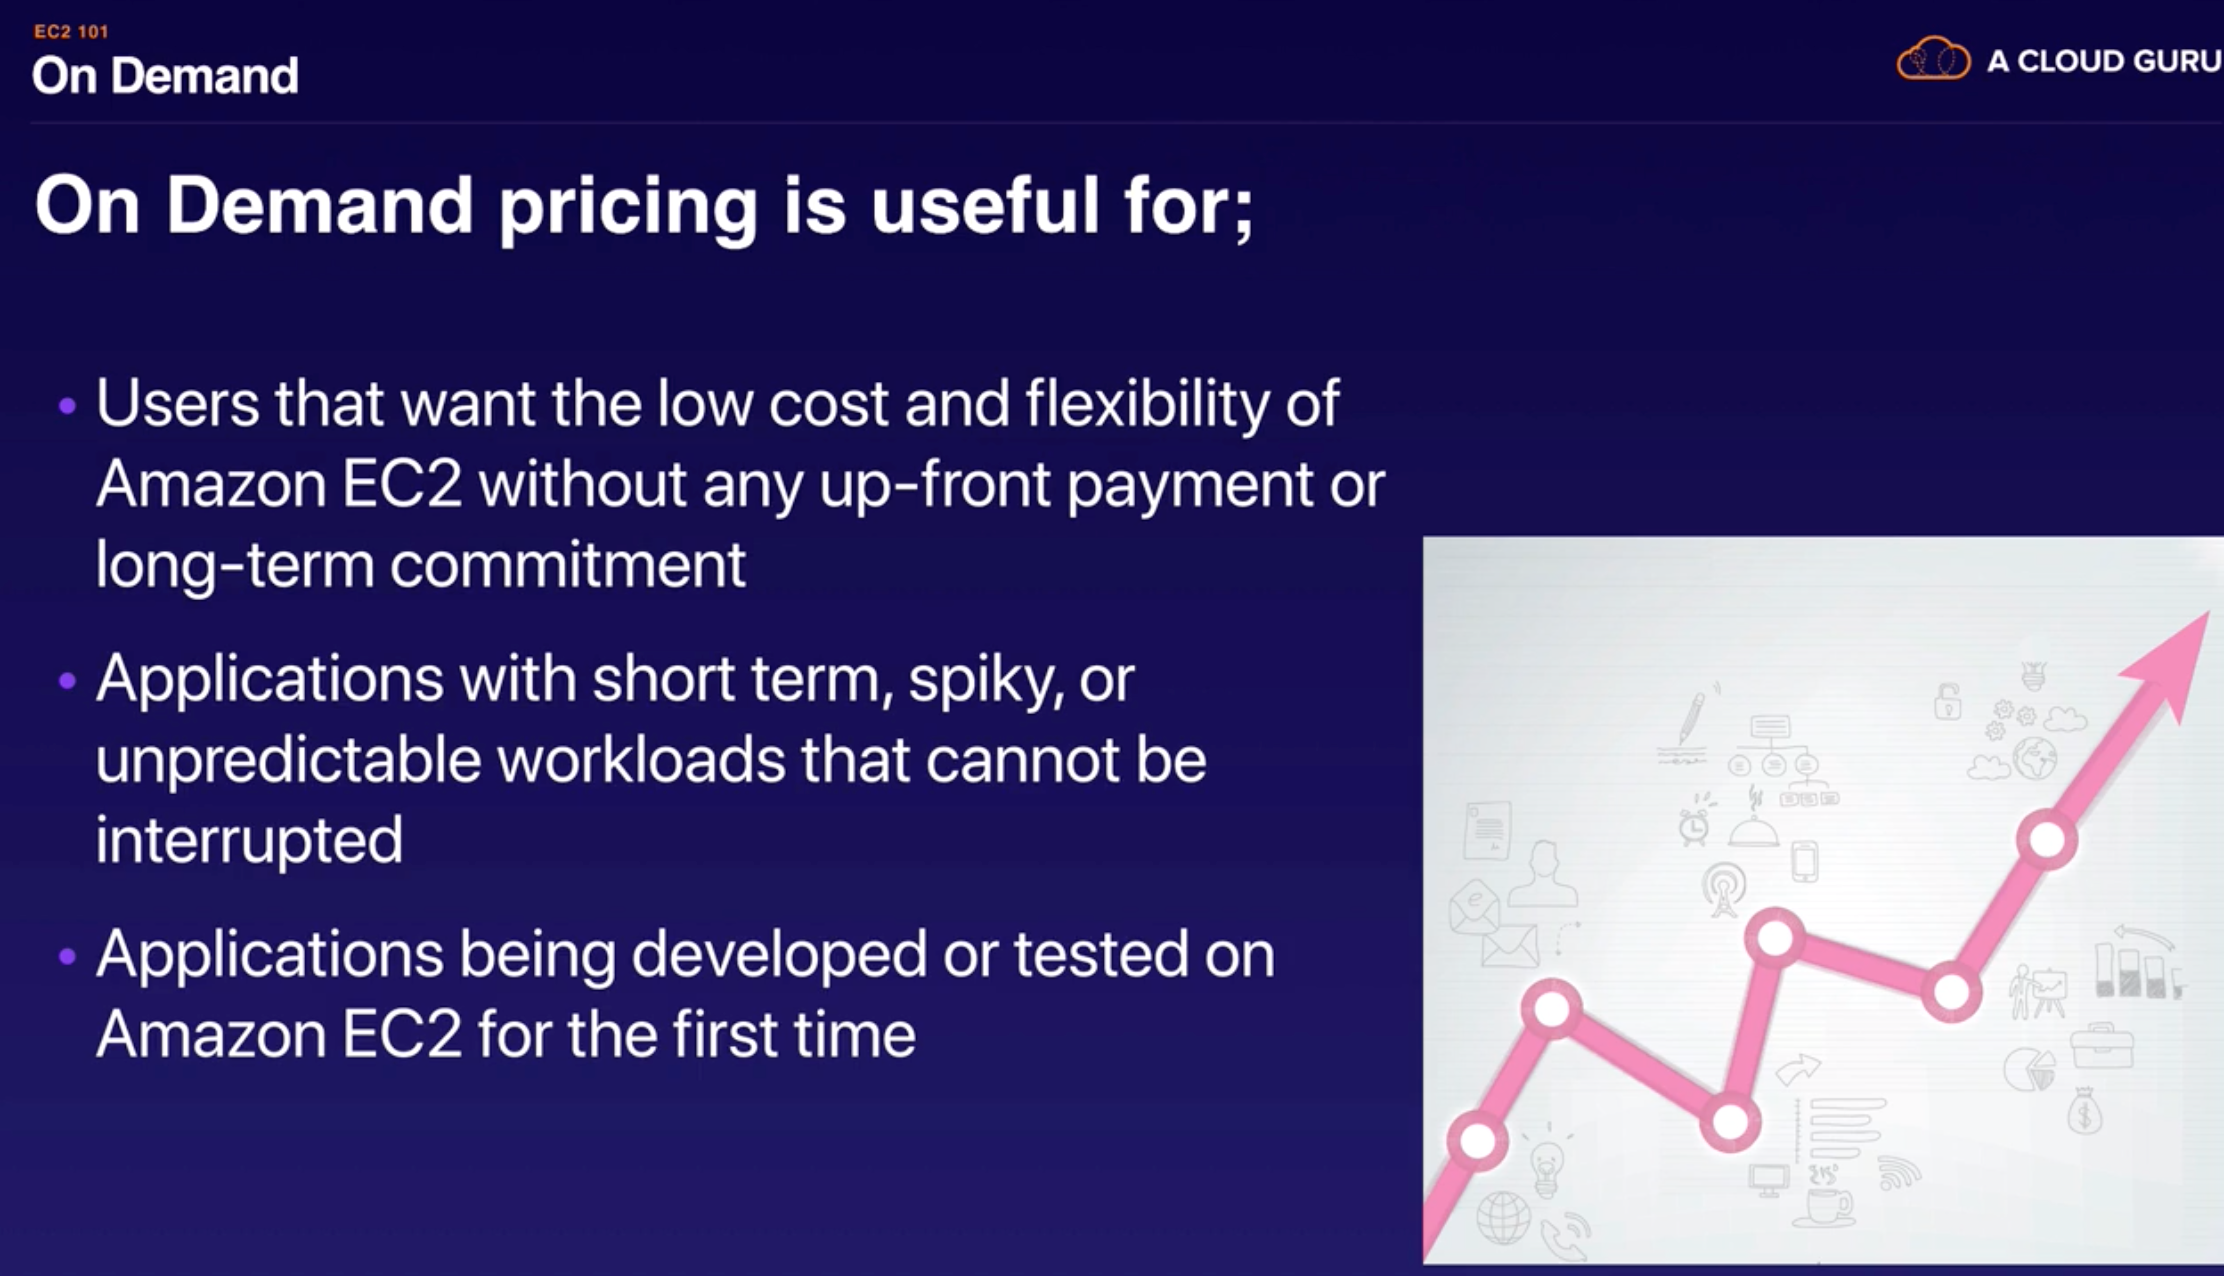 EC2 101
On Demand
A CLOUD GURU
On Demand pricing is useful for;
• Users that want the low cost and flexibility of
Amazon EC2 without any up-front payment or
long-term commitment
• Applications with short term, spiky, or
unpredictable workloads that cannot be
interrupted
• Applications being developed or tested on
Amazon EC2 for the first time